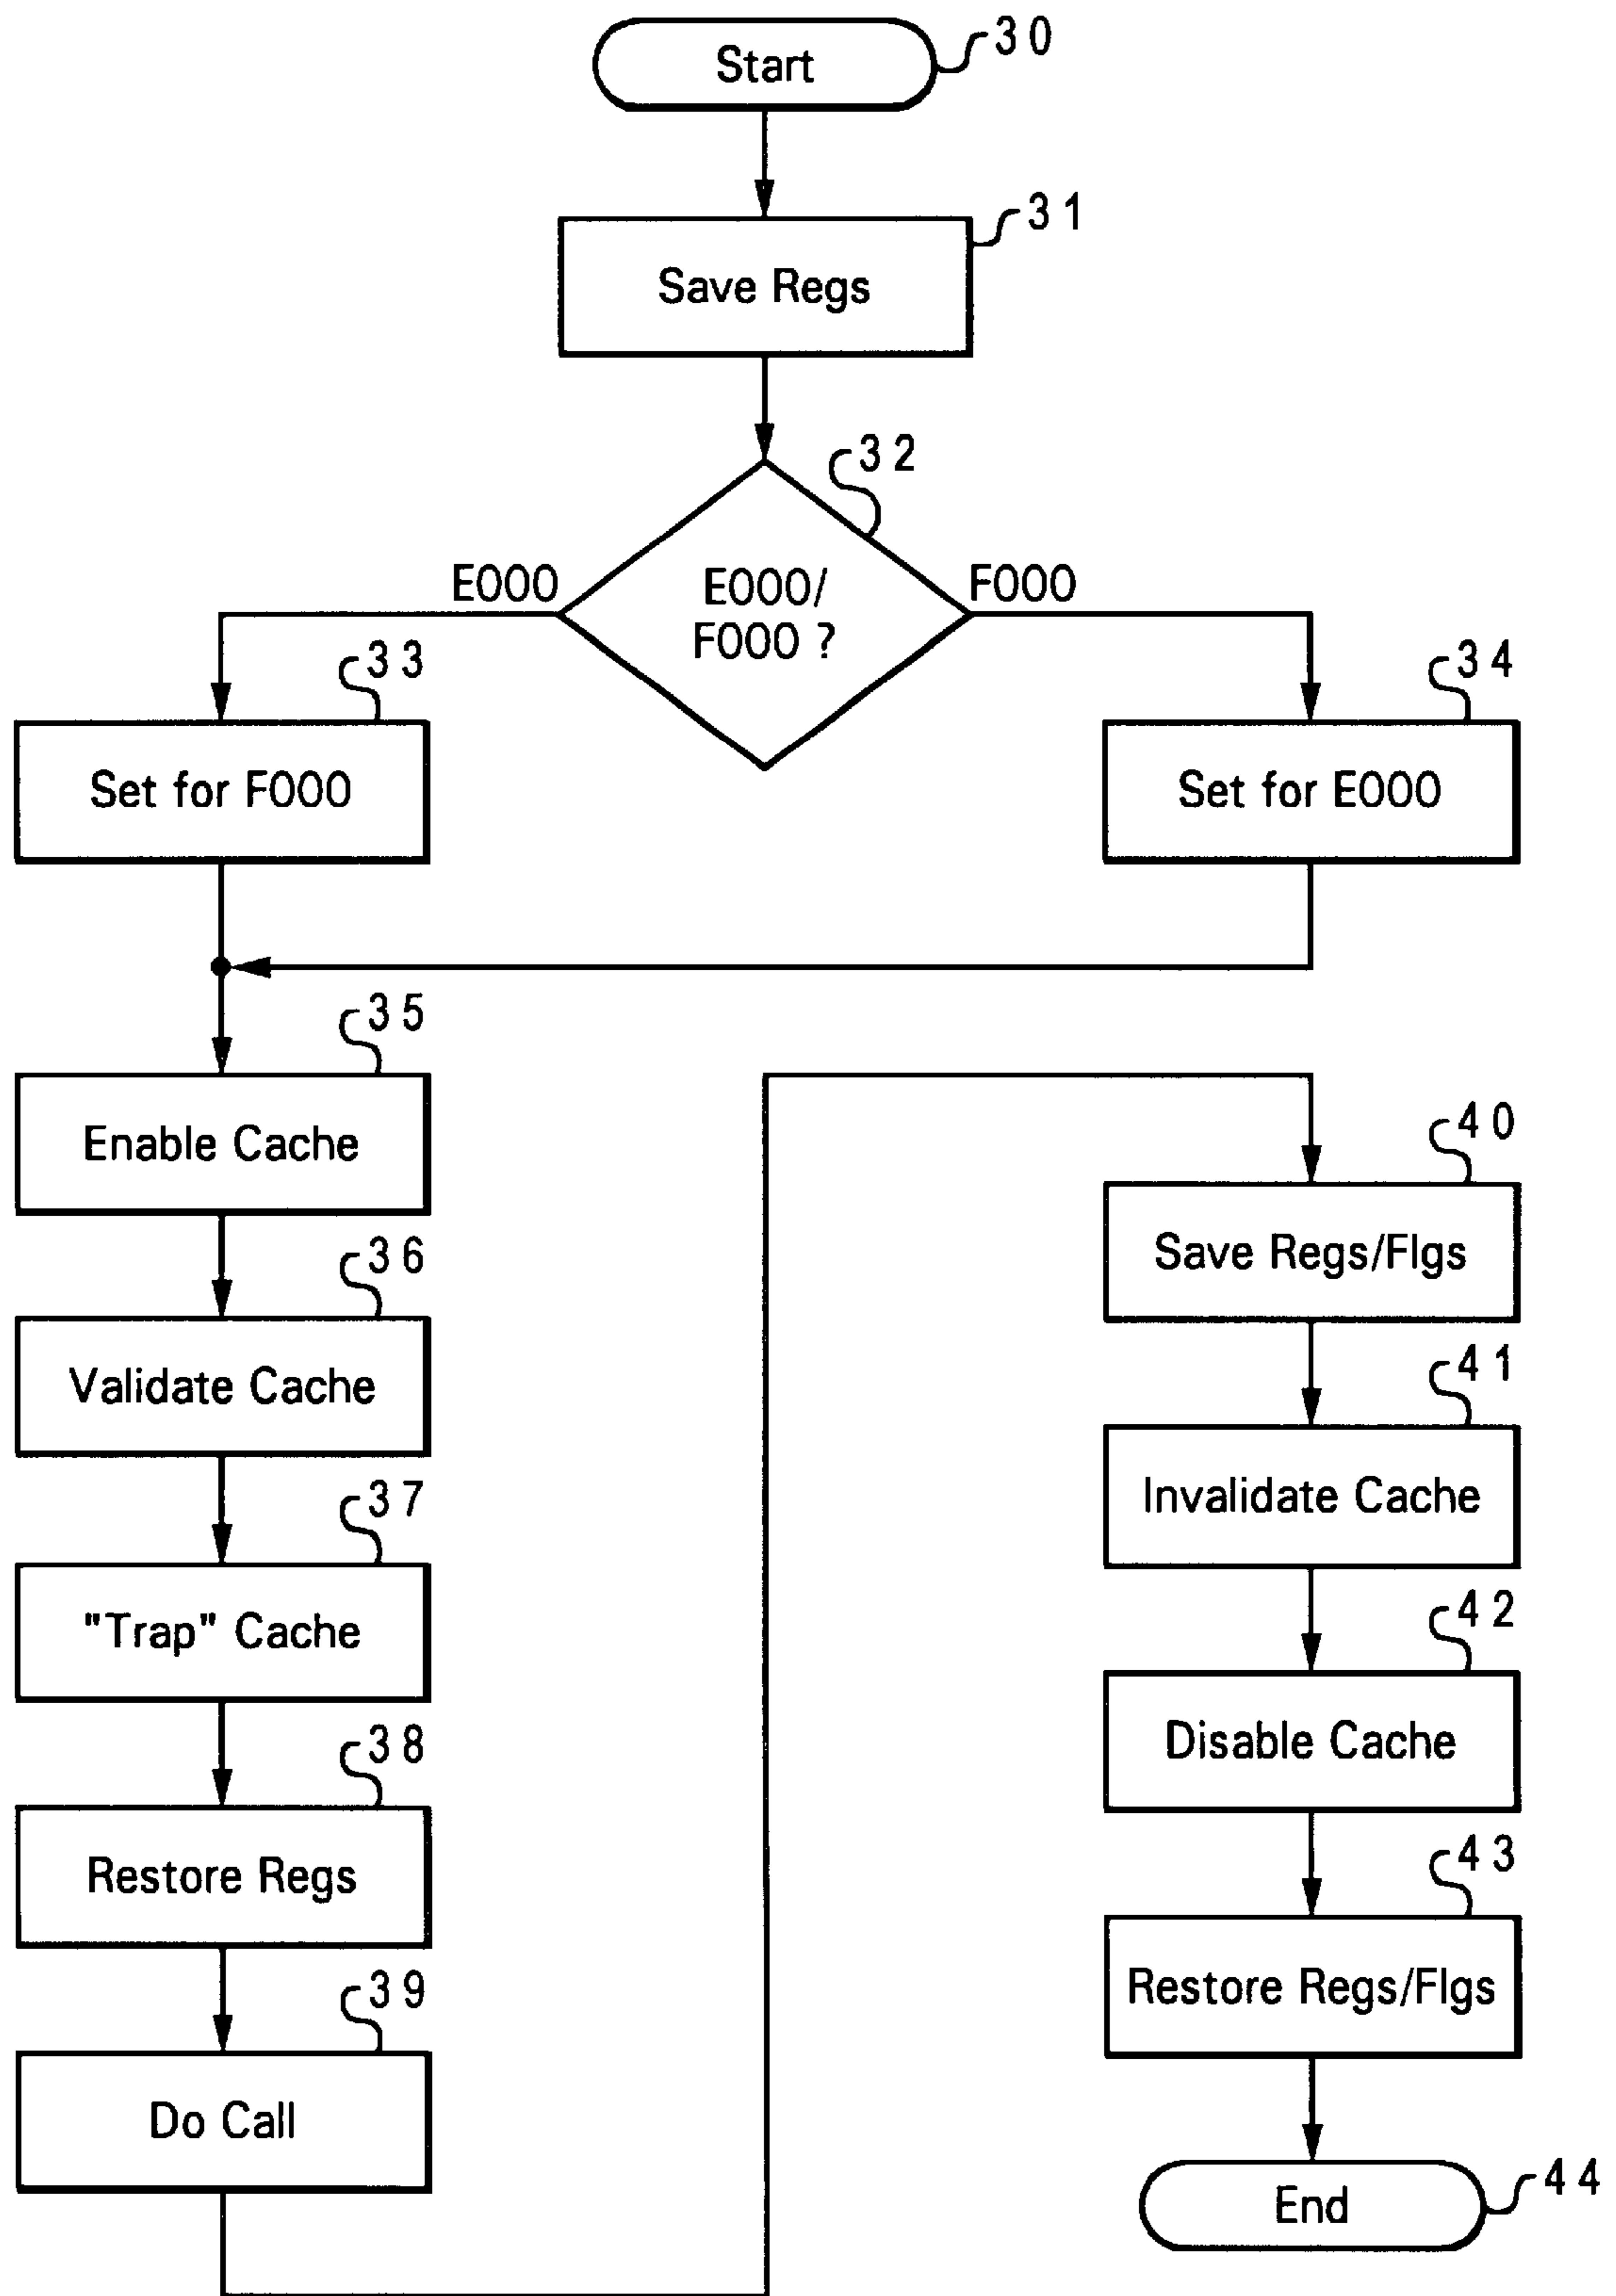 Start
30
31
Save Regs
32
E000
E000/
F000 ?
F000
33
34
Set for F000
Set for E000
35
Enable Cache
36
Validate Cache
37
"Trap" Cache
38
Restore Regs
39
Do Call
40
Save Regs/Flgs
41
Invalidate Cache
42
Disable Cache
43
Restore Regs/Flgs
End
44